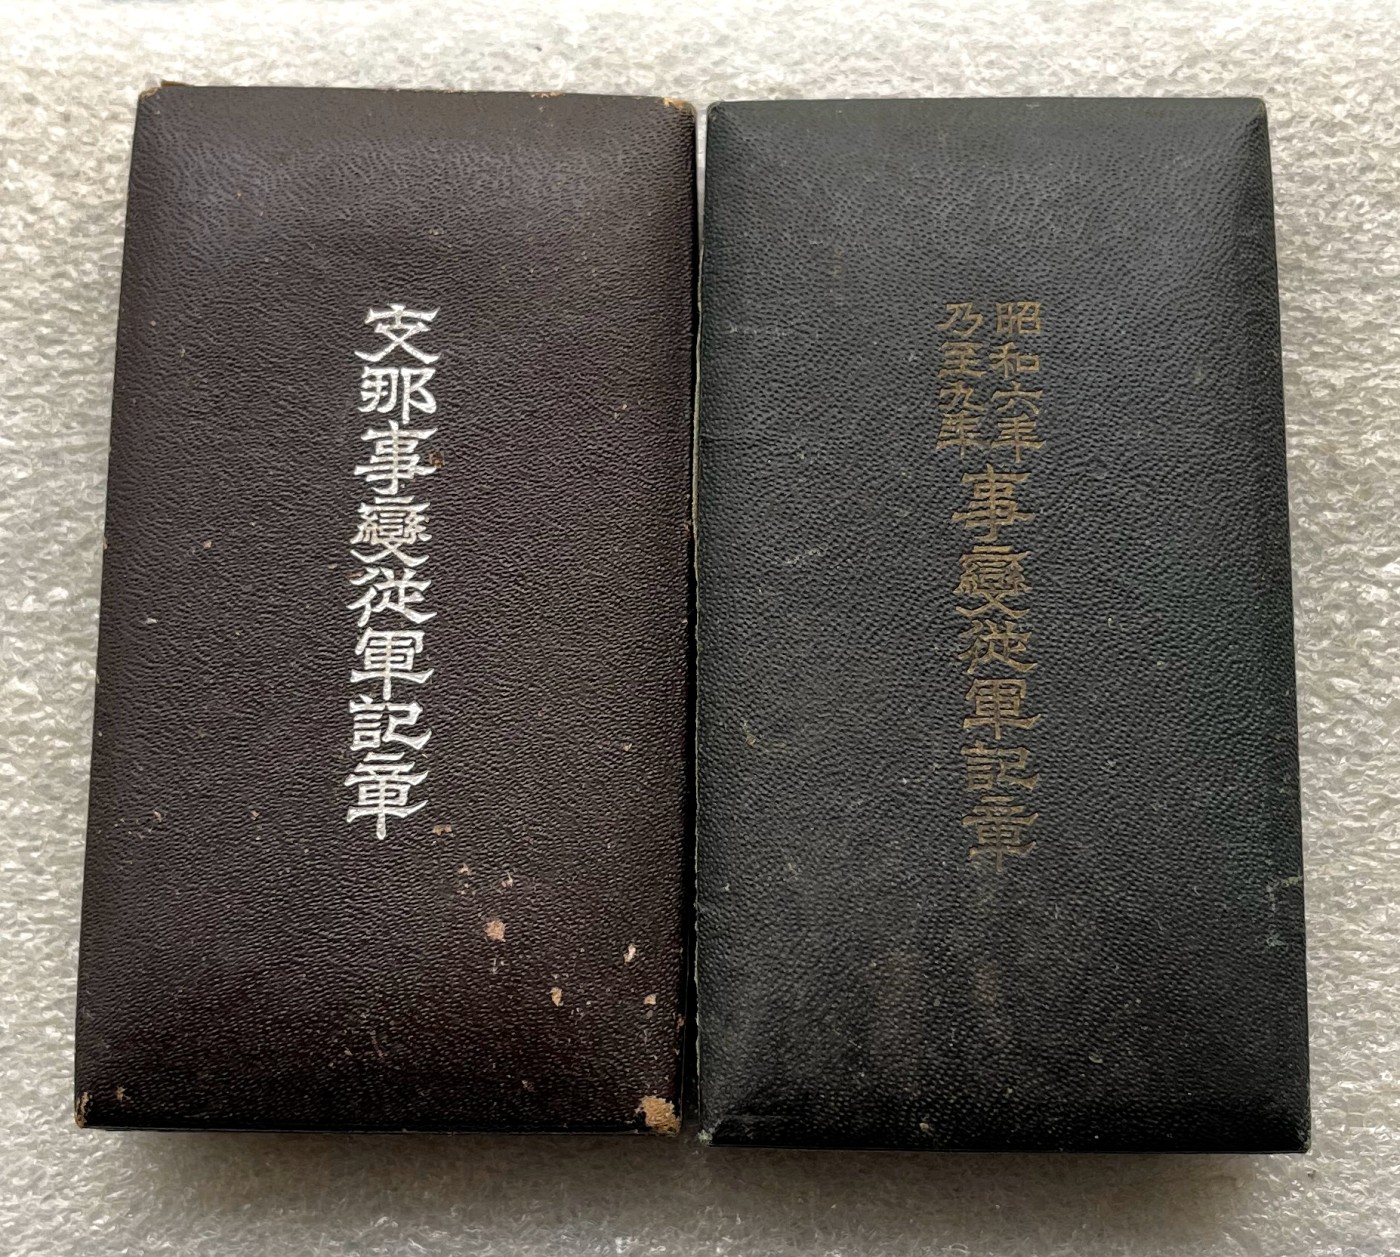 支那事變從軍記章
昭和六年
乃至九年
事變從軍記章